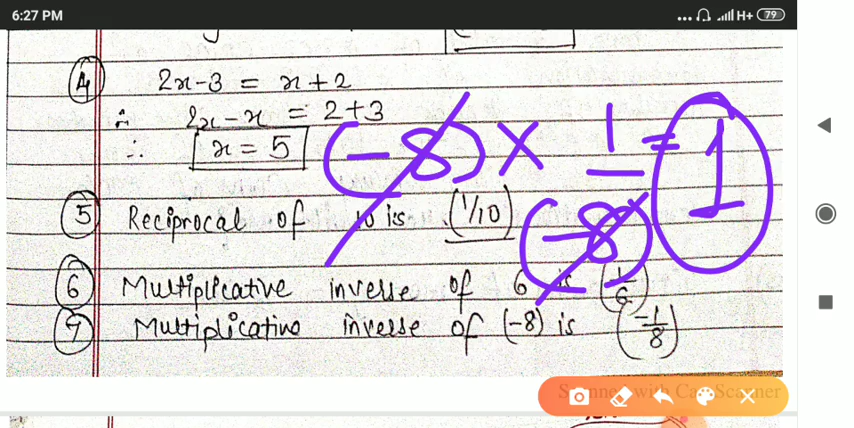 6:27 PM ... H+ 79
4 2x-3 = x+2
∴ 2x-x = 2+3
∴ x = 5
(-8) × 1/(-8) = 1
5 Reciprocal of 10 is (1/10)
6 Multiplicative inverse of 6 is (1/6)
7 Multiplicative inverse of (-8) is (-1/8)
Scanned with CamScanner